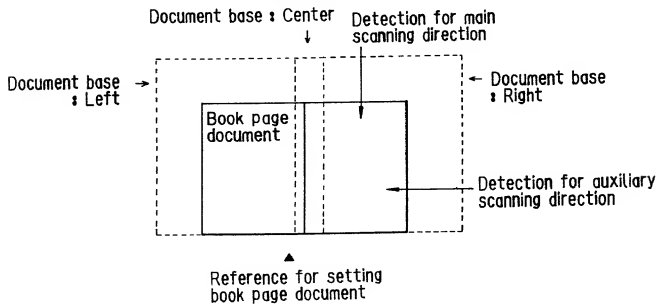 Document base : Center
Detection for main
scanning direction
Document base
: Left
Document base
: Right
Book page
document
Detection for auxiliary
scanning direction
Reference for setting
book page document